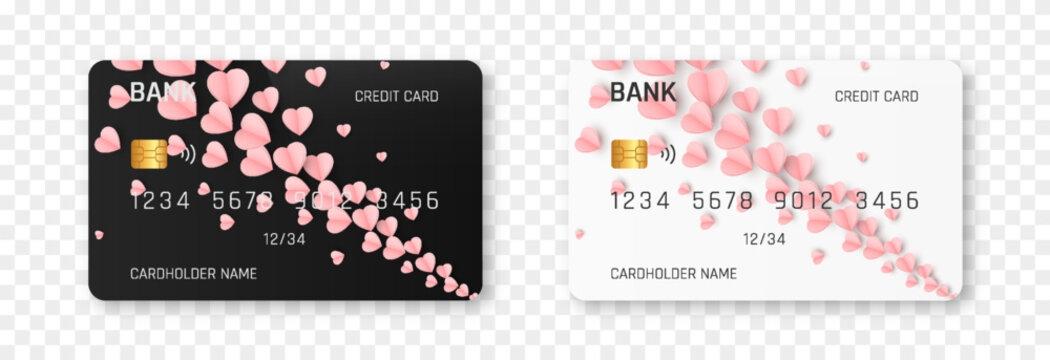 BANK
CREDIT CARD
1234 5678 9012 3456
12/34
CARDHOLDER NAME
BANK
CREDIT CARD
1234 5678 9012 3456
12/34
CARDHOLDER NAME